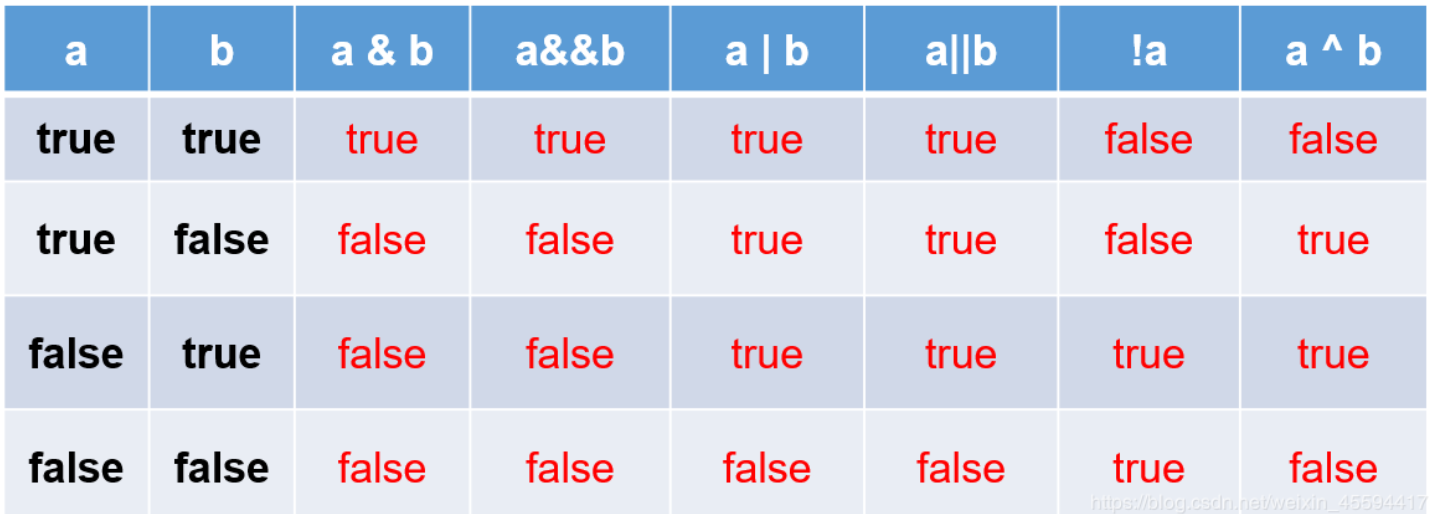 a b a & b a&&b a | b a||b !a a ^ b
true true true true true true false false
true false false false true true false true
false true false false true true true true
false false false false false false true false
https://blog.csdn.net/weixin_45594417